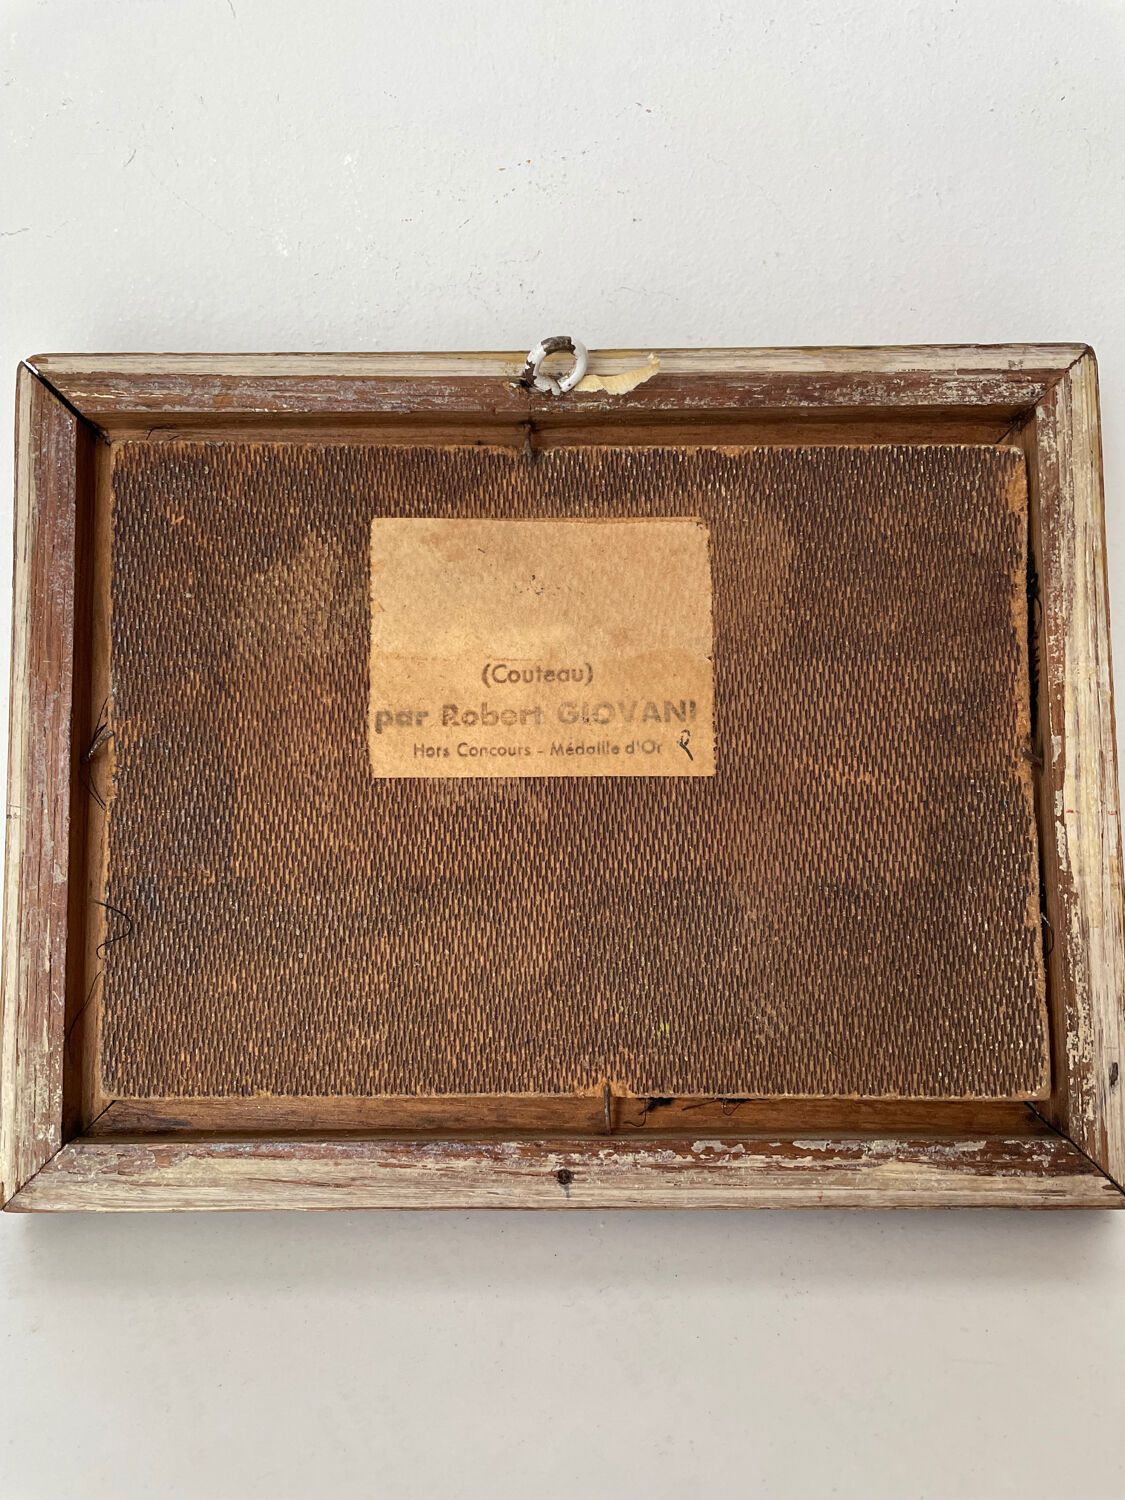 (Couteau)
par Robert GIOVANI
Hors Concours - Médaille d'Or